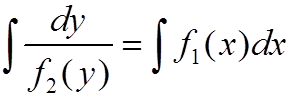 ∫ dy / f₂(y) = ∫ f₁(x)dx